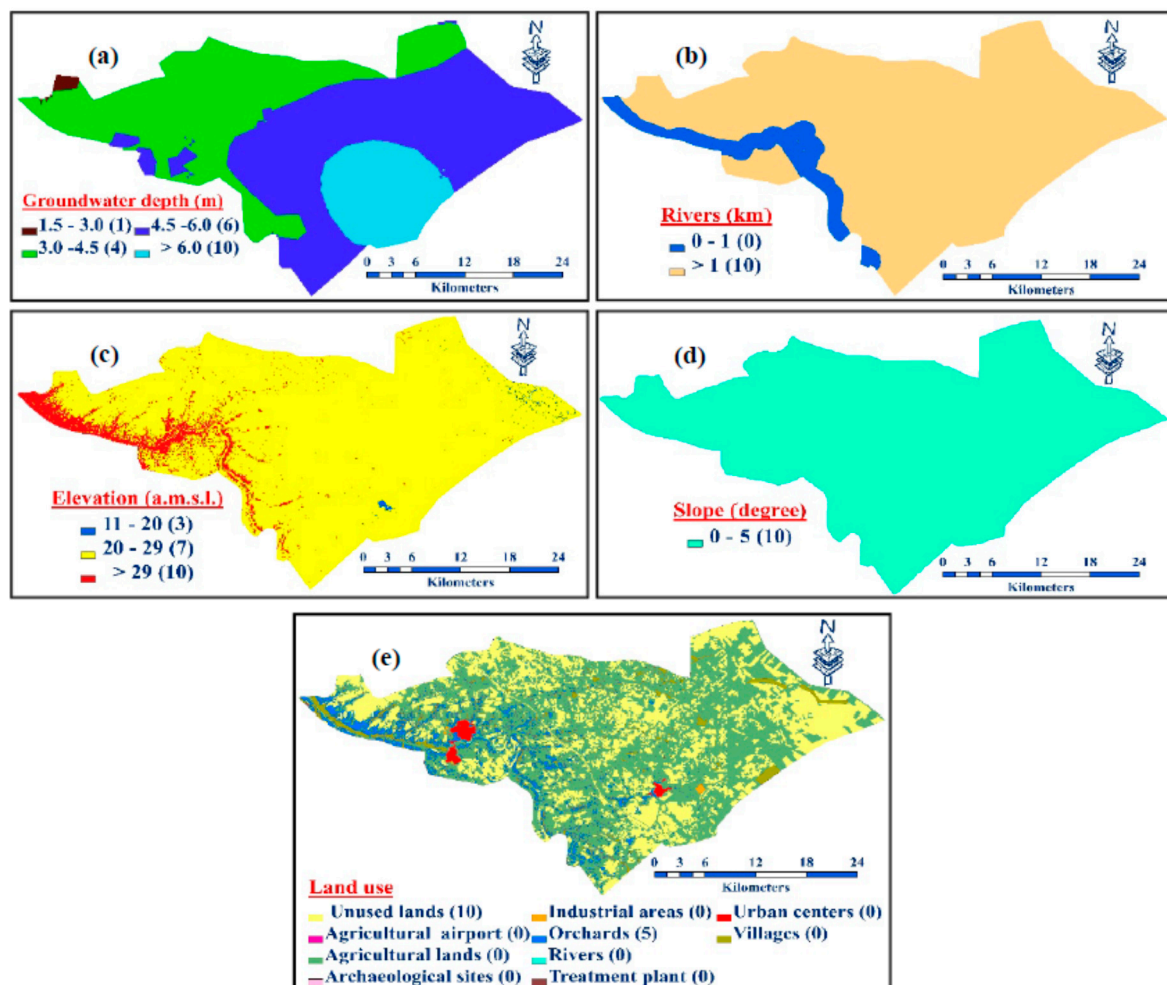 (a)
N
Groundwater depth (m)
1.5 - 3.0 (1) 4.5 -6.0 (6)
3.0 -4.5 (4) > 6.0 (10)
0 3 6 12 18 24
Kilometers
(b)
N
Rivers (km)
0 - 1 (0)
> 1 (10)
0 3 6 12 18 24
Kilometers
(c)
N
Elevation (a.m.s.l.)
11 - 20 (3)
20 - 29 (7)
> 29 (10)
0 3 6 12 18 24
Kilometers
(d)
N
Slope (degree)
0 - 5 (10)
0 3 6 12 18 24
Kilometers
(e)
N
0 3 6 12 18 24
Kilometers
Land use
Unused lands (10) Industrial areas (0) Urban centers (0)
Agricultural airport (0) Orchards (5) Villages (0)
Agricultural lands (0) Rivers (0)
Archaeological sites (0) Treatment plant (0)